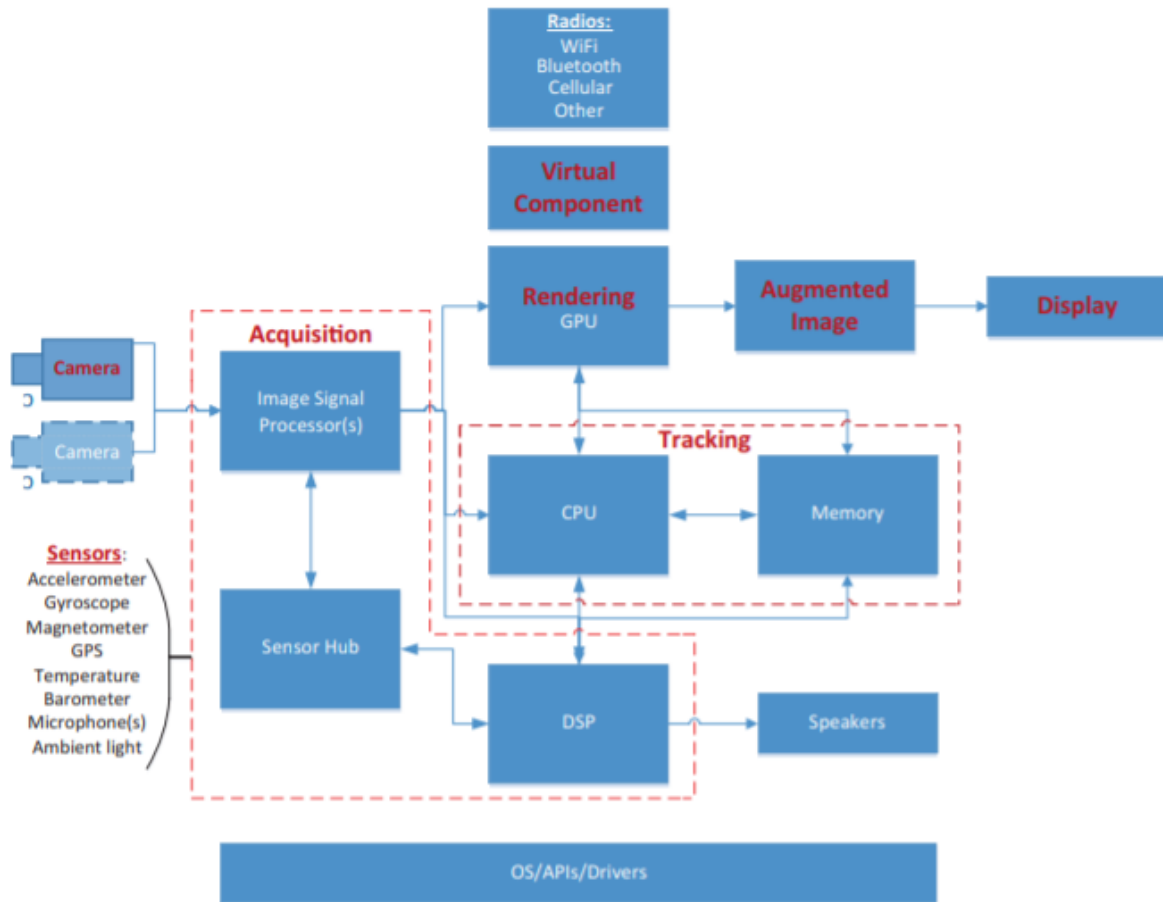 Radios:
WiFi
Bluetooth
Cellular
Other
Virtual
Component
Rendering
GPU
Augmented
Image
Display
Acquisition
Camera
Image Signal
Processor(s)
Camera
Tracking
CPU
Memory
Sensors:
Accelerometer
Gyroscope
Magnetometer
GPS
Temperature
Barometer
Microphone(s)
Ambient light
Sensor Hub
DSP
Speakers
OS/APIs/Drivers